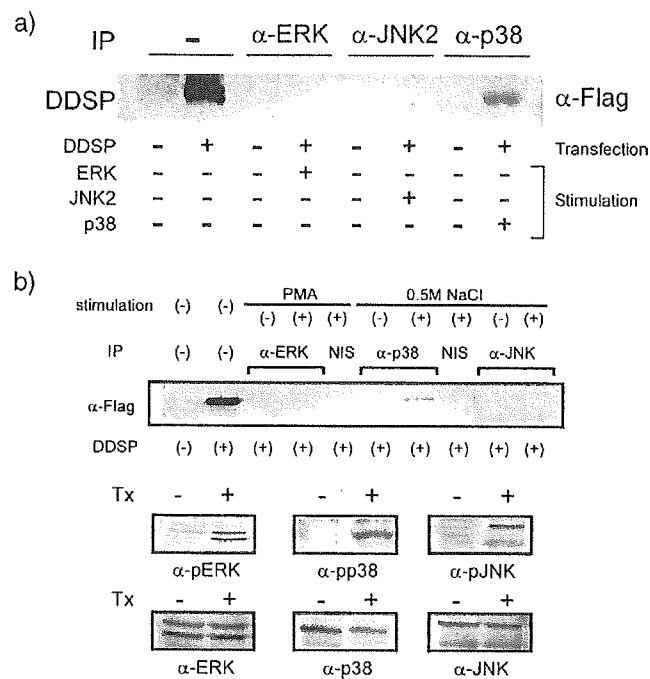 a)
IP - α-ERK α-JNK2 α-p38
DDSP α-Flag
DDSP - + - + - + - + Transfection
ERK - - - + - - - -
JNK2 - - - - - + - - Stimulation
p38 - - - - - - - +
b)
PMA 0.5M NaCl
stimulation (-) (-) (-) (+) (+) (-) (+) (+) (-) (+)
IP (-) (-) α-ERK NIS α-p38 NIS α-JNK
α-Flag
DDSP (-) (+) (+) (+) (+) (+) (+) (+) (+) (+)
Tx - + - + - +
α-pERK α-pp38 α-pJNK
Tx - + - + - +
α-ERK α-p38 α-JNK